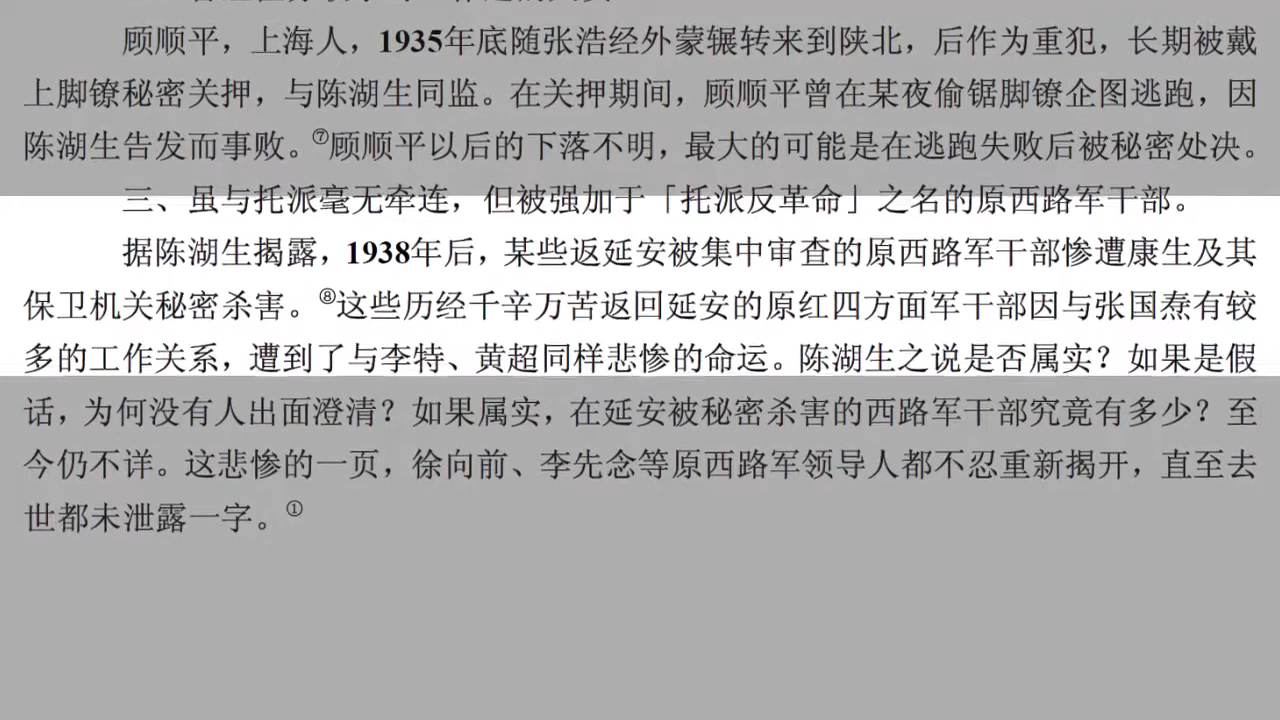 顾顺平，上海人，1935年底随张浩经外蒙辗转来到陕北，后作为重犯，长期被戴
上脚镣秘密关押，与陈湖生同监。在关押期间，顾顺平曾在某夜偷锯脚镣企图逃跑，因
陈湖生告发而事败。⑦顾顺平以后的下落不明，最大的可能是在逃跑失败后被秘密处决。
三、虽与托派毫无牵连，但被强加于「托派反革命」之名的原西路军干部。
据陈湖生揭露，1938年后，某些返延安被集中审查的原西路军干部惨遭康生及其
保卫机关秘密杀害。⑧这些历经千辛万苦返回延安的原红四方面军干部因与张国焘有较
多的工作关系，遭到了与李特、黄超同样悲惨的命运。陈湖生之说是否属实？如果是假
话，为何没有人出面澄清？如果属实，在延安被秘密杀害的西路军干部究竟有多少？至
今仍不详。这悲惨的一页，徐向前、李先念等原西路军领导人都不忍重新揭开，直至去
世都未泄露一字。①